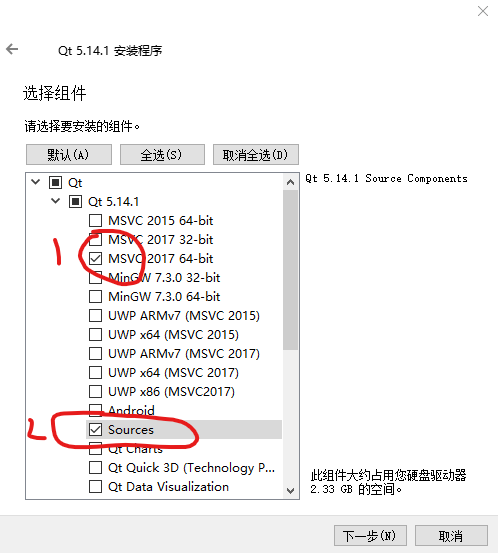 Qt 5.14.1 安装程序
选择组件
请选择要安装的组件。
默认(A) 全选(S) 取消全选(D)
Qt
Qt 5.14.1
MSVC 2015 64-bit
MSVC 2017 32-bit
1
MSVC 2017 64-bit
MinGW 7.3.0 32-bit
MinGW 7.3.0 64-bit
UWP ARMv7 (MSVC 2015)
UWP x64 (MSVC 2015)
UWP ARMv7 (MSVC 2017)
UWP x64 (MSVC 2017)
UWP x86 (MSVC2017)
Android
2
Sources
Qt Charts
Qt Quick 3D (Technology P...
Qt Data Visualization
Qt 5.14.1 Source Components
此组件大约占用您硬盘驱动器
2.33 GB 的空间。
下一步(N) 取消